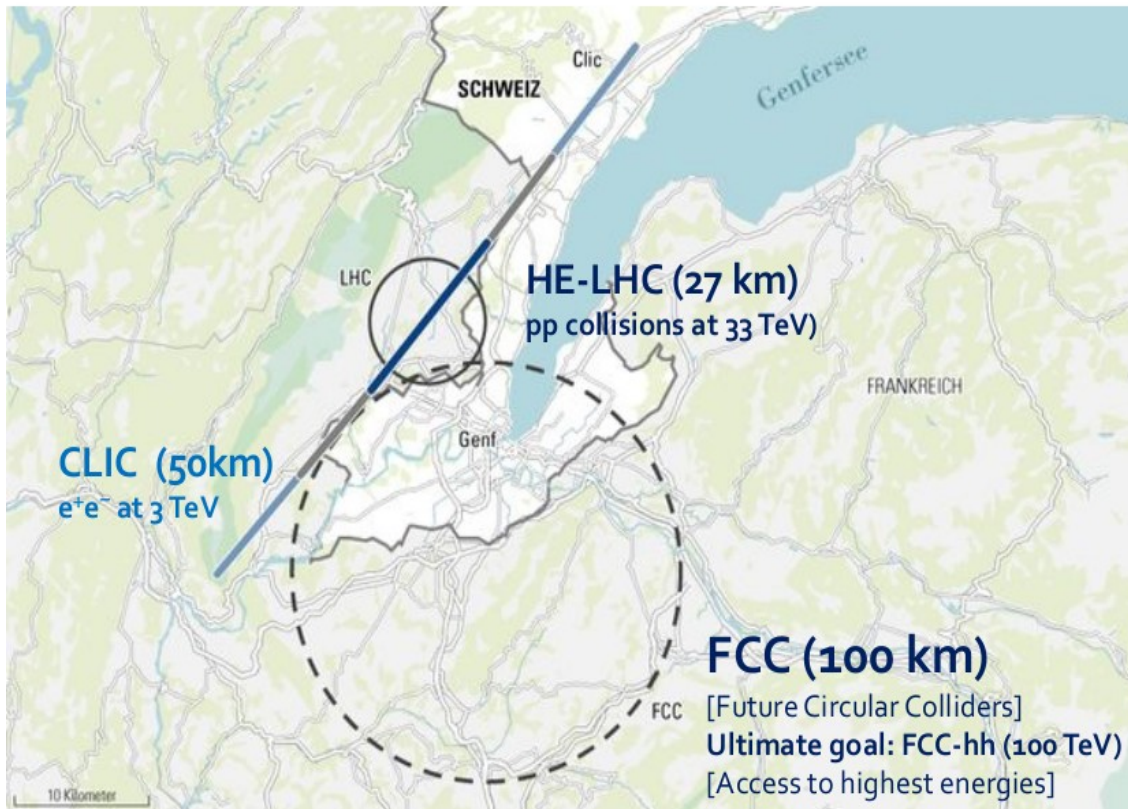 Clic
SCHWEIZ
Genfersee
LHC
HE-LHC (27 km)
pp collisions at 33 TeV)
FRANKREICH
Genf
CLIC (50km)
e⁺e⁻ at 3 TeV
FCC (100 km)
[Future Circular Colliders]
FCC
Ultimate goal: FCC-hh (100 TeV)
[Access to highest energies]
10 Kilometer